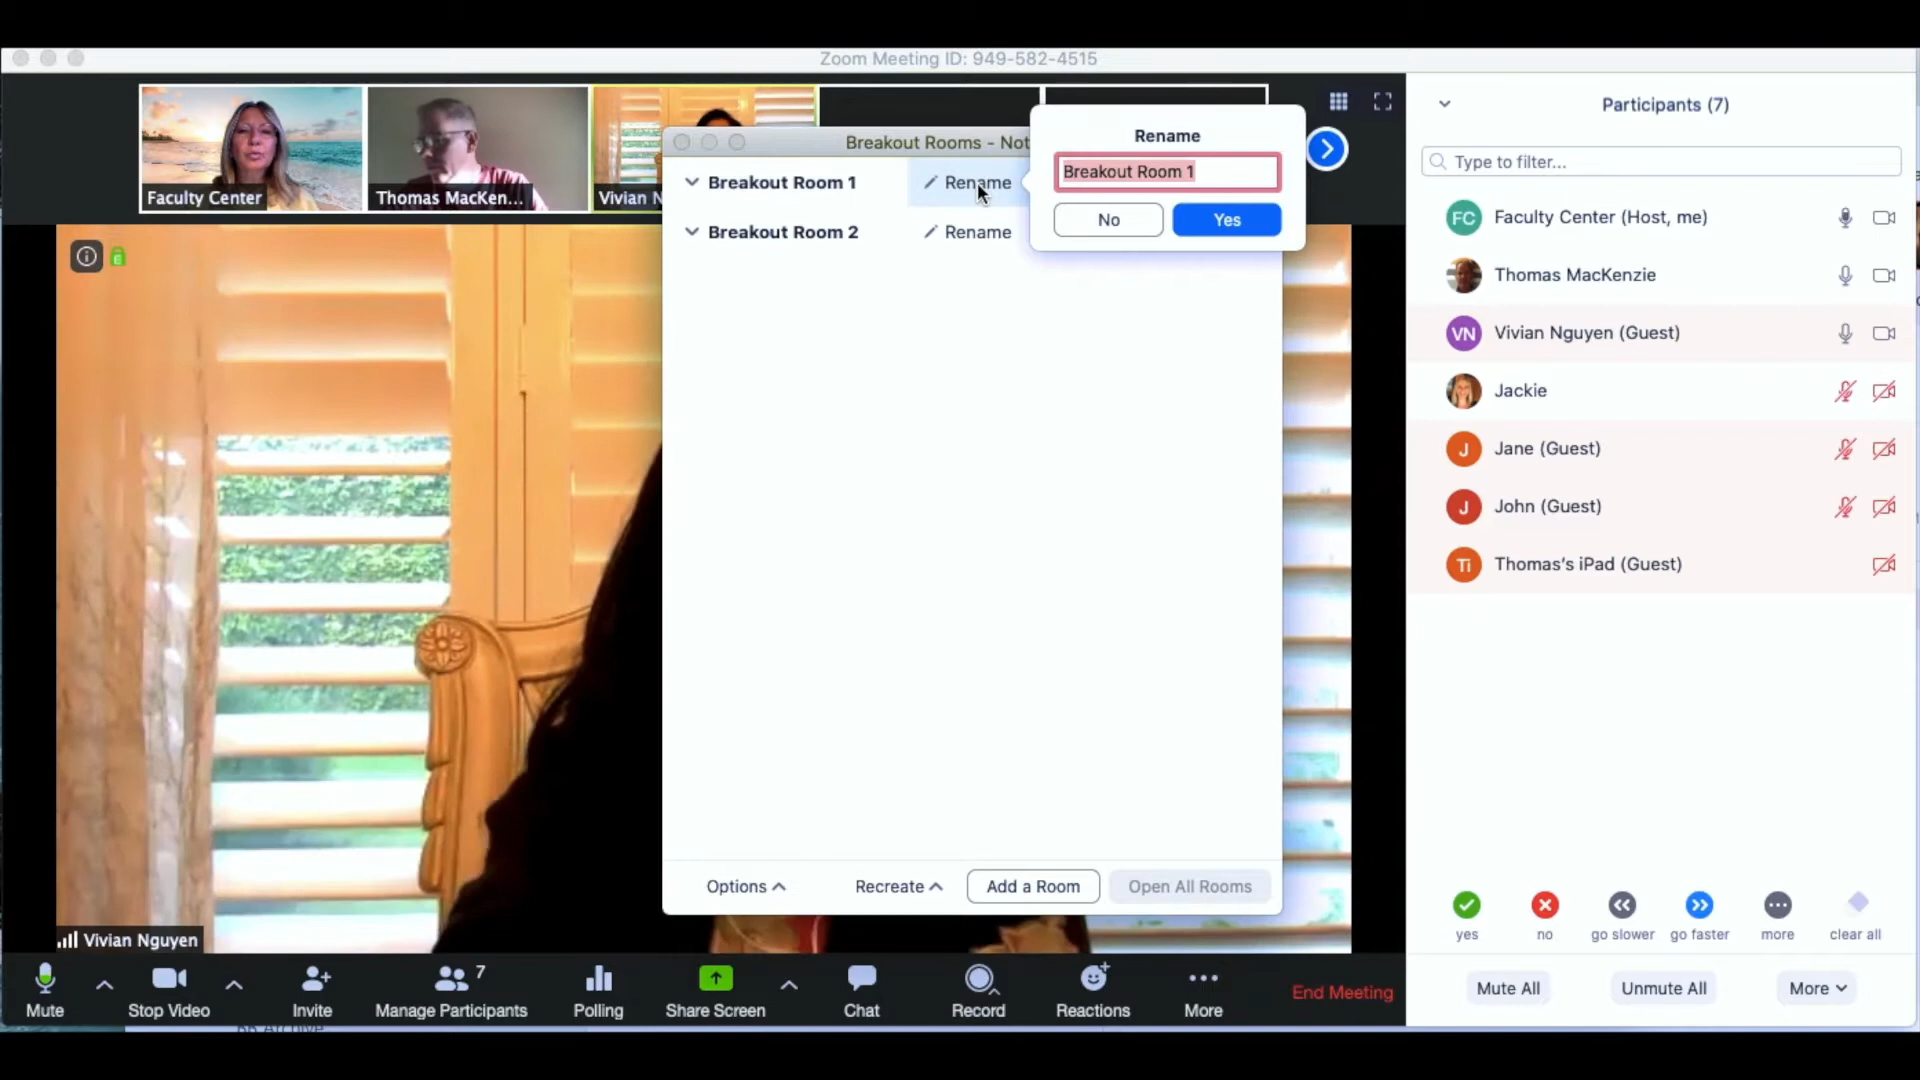 Zoom Meeting ID: 949-582-4515
Faculty Center
Thomas MacKen...
Vivian N
Breakout Rooms - Not
Breakout Room 1
Rename
Breakout Room 2
Rename
Rename
Breakout Room 1
No
Yes
Options
Recreate
Add a Room
Open All Rooms
Vivian Nguyen
Participants (7)
Type to filter...
FC Faculty Center (Host, me)
Thomas MacKenzie
VN Vivian Nguyen (Guest)
Jackie
J Jane (Guest)
J John (Guest)
Ti Thomas's iPad (Guest)
yes
no
go slower
go faster
more
clear all
Mute All
Unmute All
More
Mute
Stop Video
Invite
Manage Participants
7
Polling
Share Screen
Chat
Record
Reactions
More
End Meeting